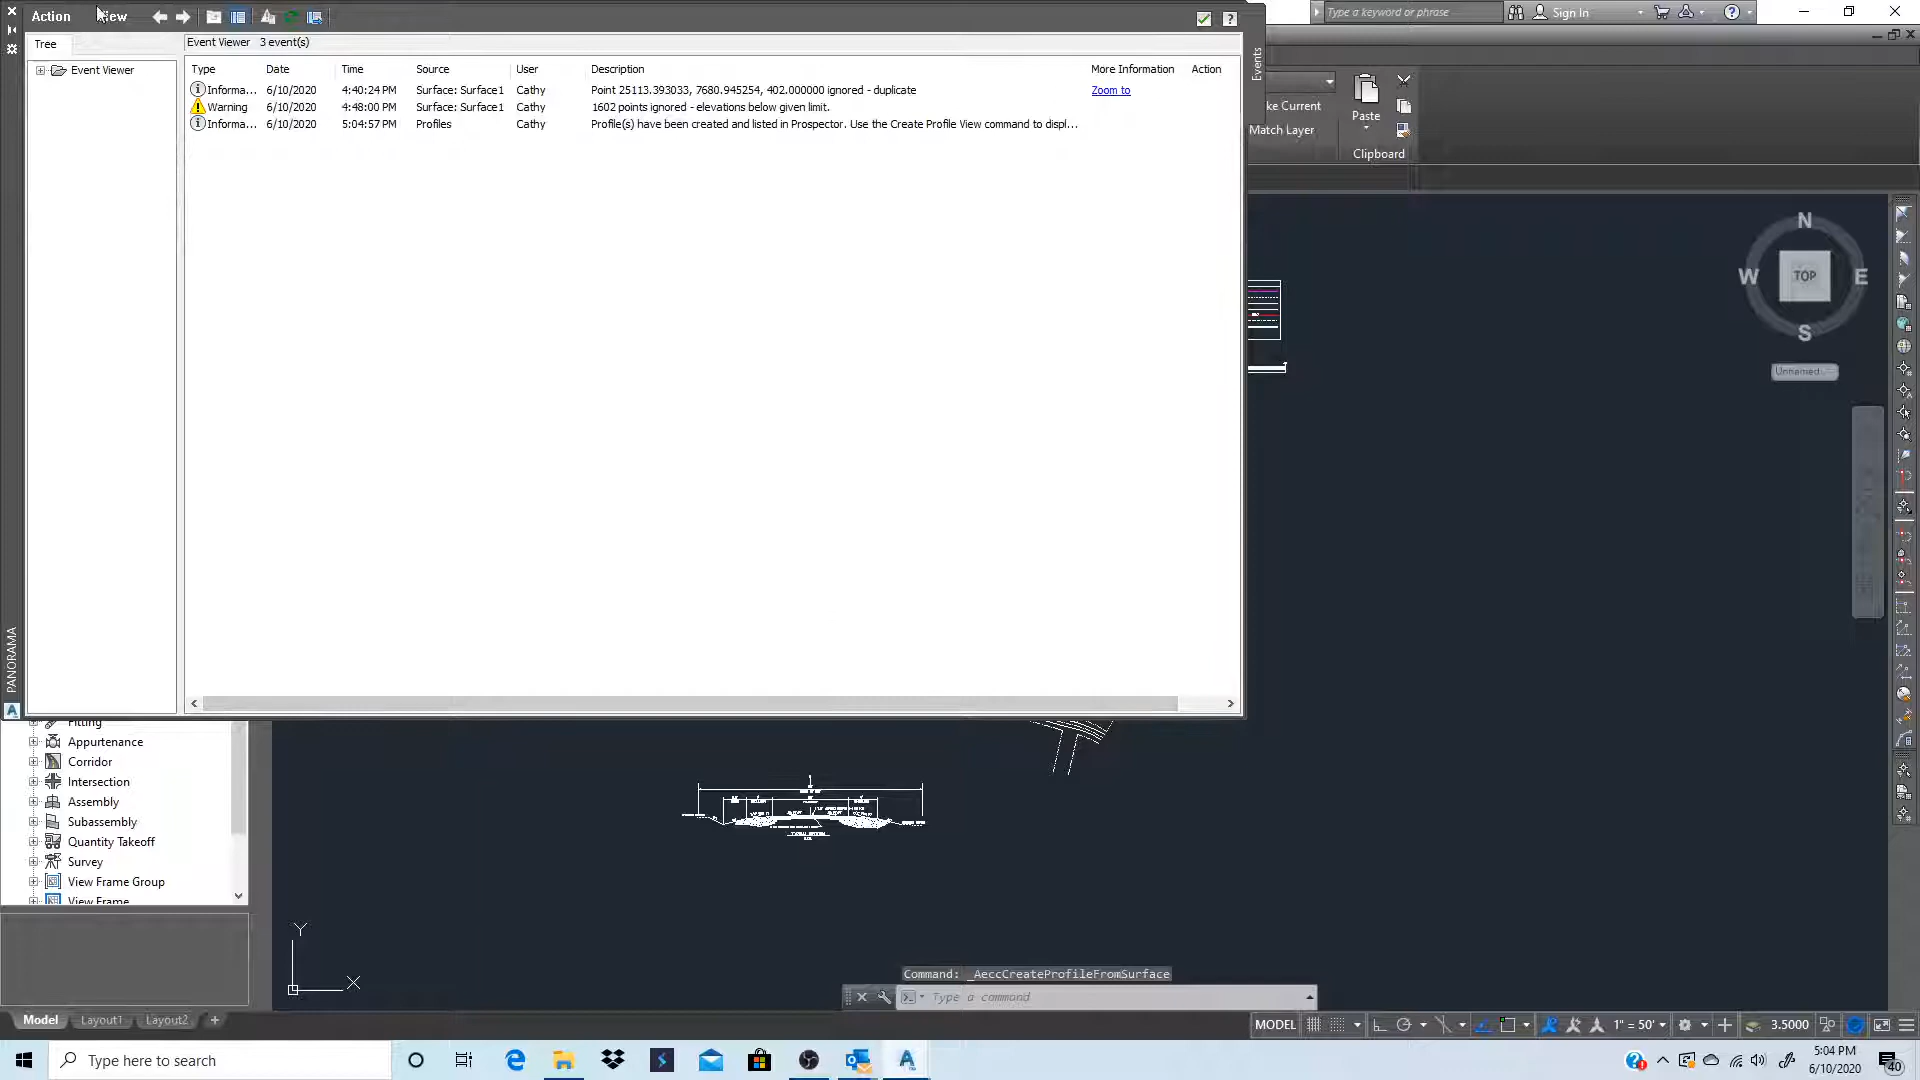 Action View
Type a keyword or phrase
Sign In
Tree
Event Viewer 3 event(s)
Event Viewer
Type Date Time Source User Description More Information Action
Informa... 6/10/2020 4:40:24 PM Surface: Surface1 Cathy Point 25113.393033, 7680.945254, 402.000000 ignored - duplicate Zoom to
Warning 6/10/2020 4:48:00 PM Surface: Surface1 Cathy 1602 points ignored - elevations below given limit.
Informa... 6/10/2020 5:04:57 PM Profiles Cathy Profile(s) have been created and listed in Prospector. Use the Create Profile View command to displ...
Events
ke Current
Match Layer
Paste
Clipboard
N
W TOP E
S
Unnamed
PANORAMA
Fitting
Appurtenance
Corridor
Intersection
Assembly
Subassembly
Quantity Takeoff
Survey
View Frame Group
View Frame
Y
X
Command: _AeccCreateProfileFromSurface
Type a command
Model Layout1 Layout2 +
MODEL 1" = 50' 3.5000
Type here to search
5:04 PM
6/10/2020
40